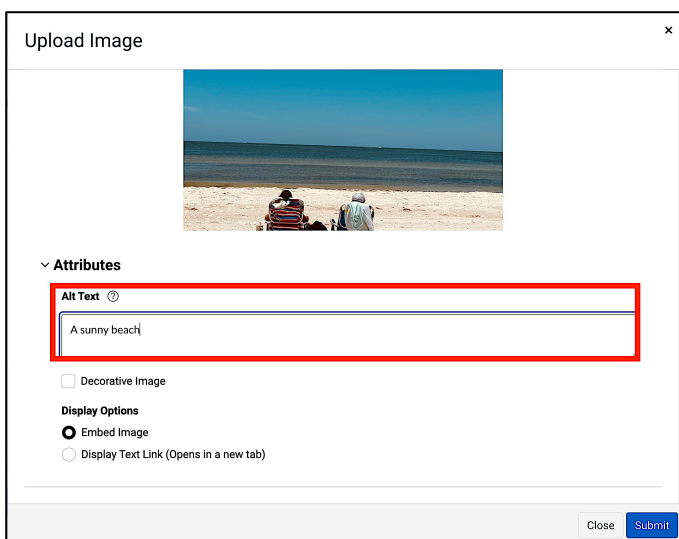 Upload Image
Attributes
Alt Text
A sunny beach
Decorative Image
Display Options
Embed Image
Display Text Link (Opens in a new tab)
Close Submit